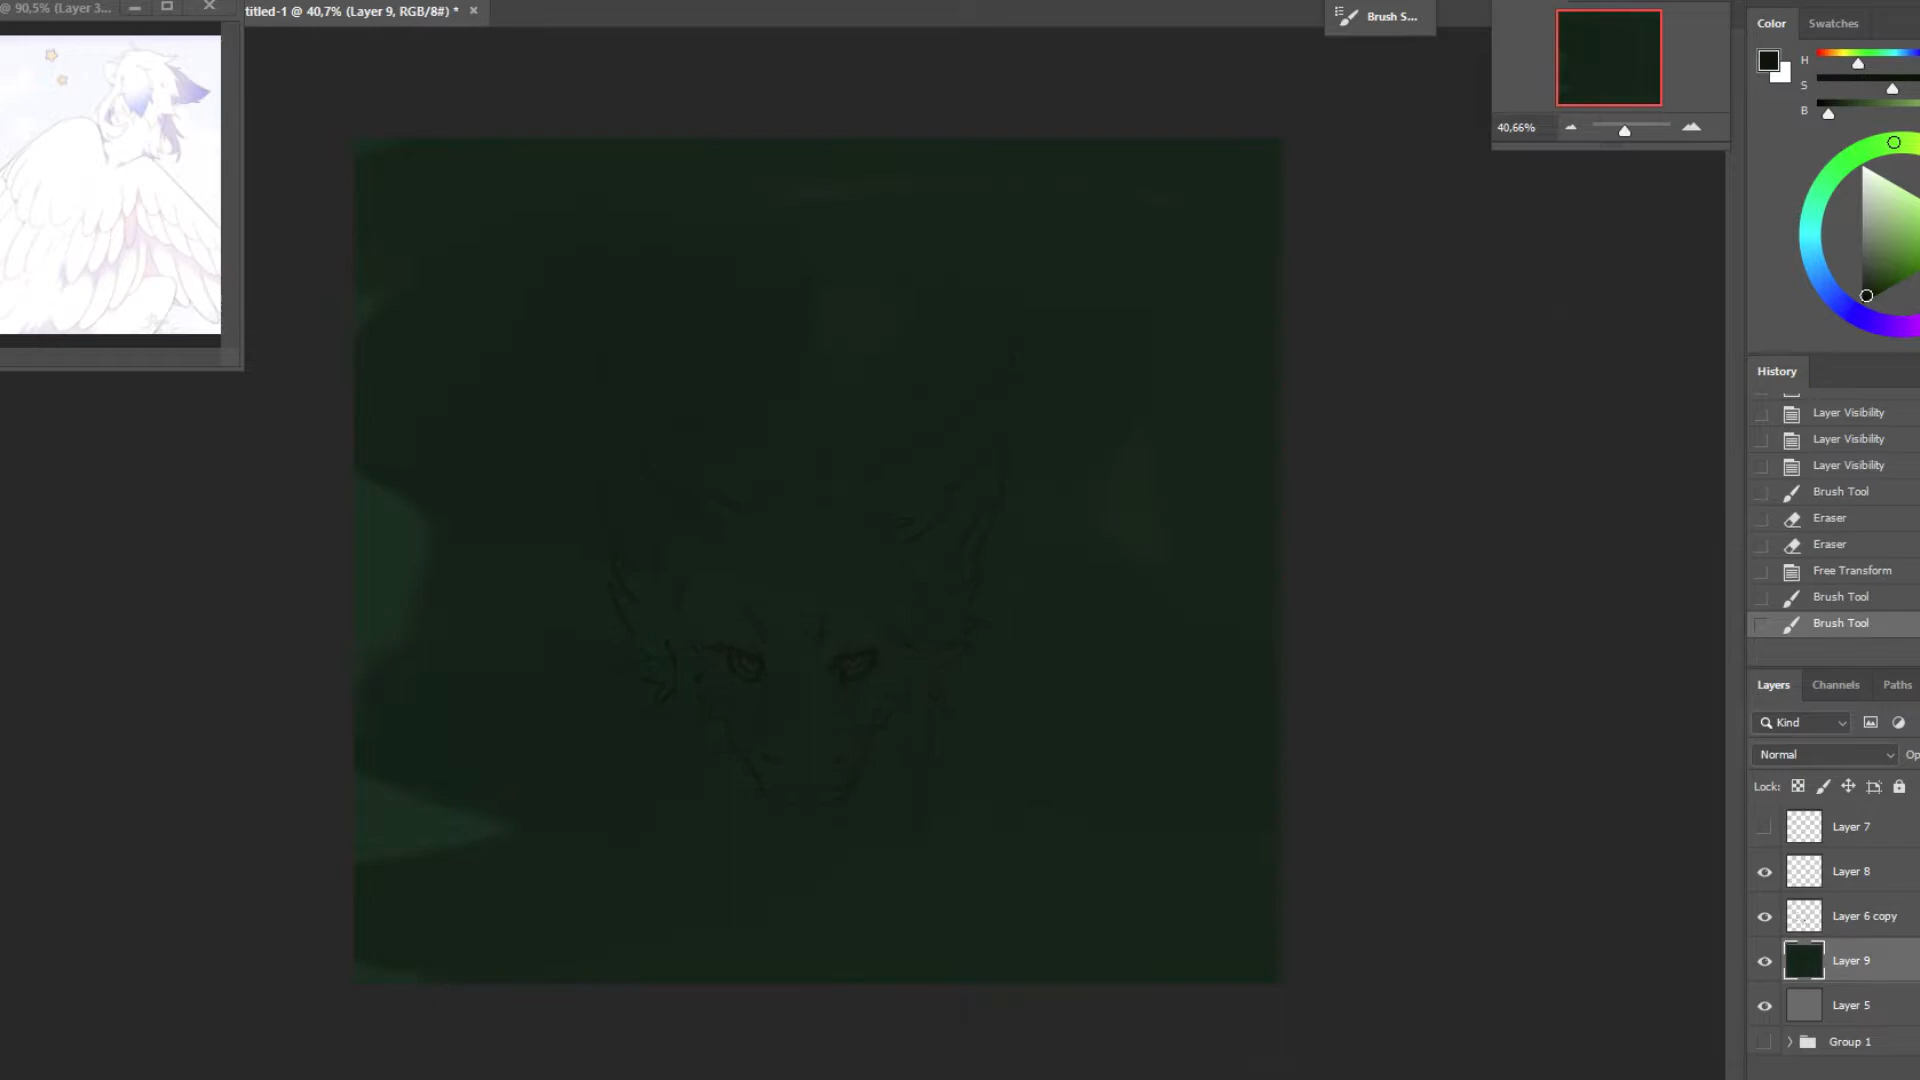 @ 90,5% (Layer 3...
titled-1 @ 40,7% (Layer 9, RGB/8#) *
Brush S...
40,66%
Color
Swatches
H
S
B
History
Layer Visibility
Layer Visibility
Layer Visibility
Brush Tool
Eraser
Eraser
Free Transform
Brush Tool
Brush Tool
Layers
Channels
Paths
Kind
Normal
Op
Lock:
Layer 7
Layer 8
Layer 6 copy
Layer 9
Layer 5
Group 1